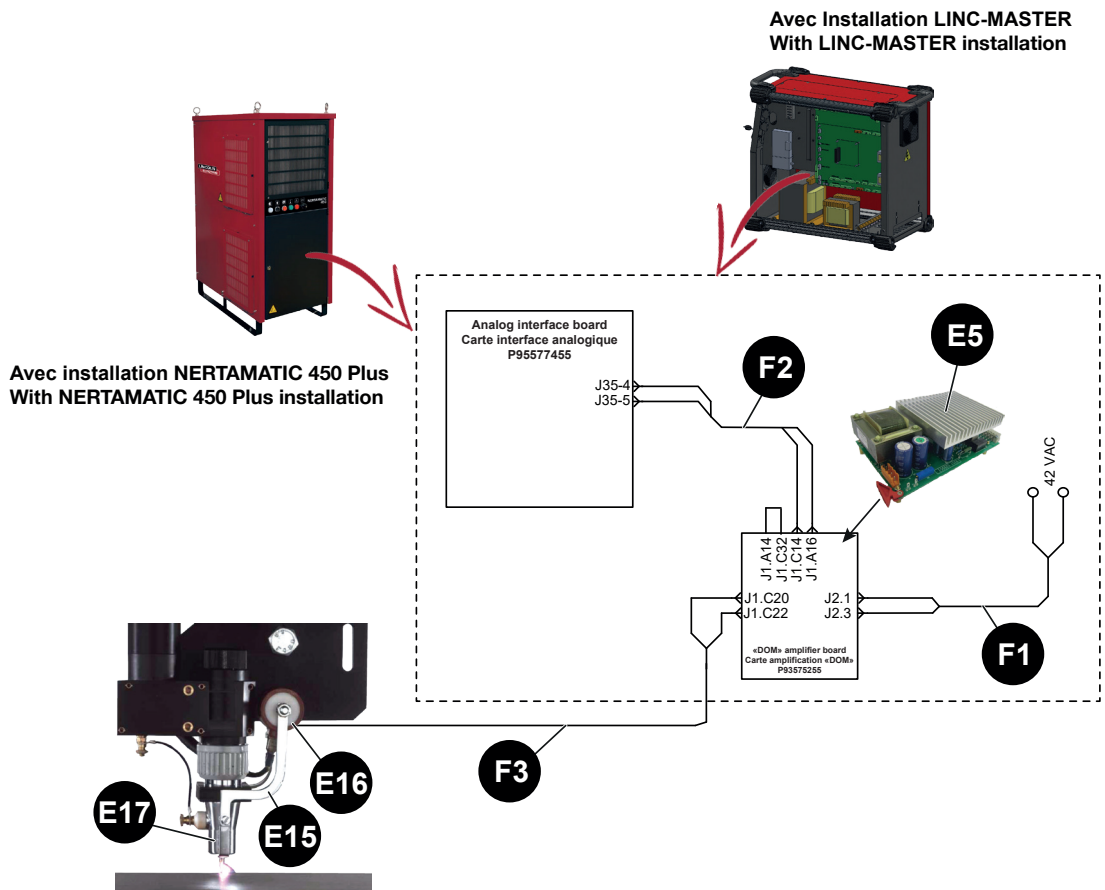 Avec Installation LINC-MASTER
With LINC-MASTER installation
Avec installation NERTAMATIC 450 Plus
With NERTAMATIC 450 Plus installation
Analog interface board
Carte interface analogique
P95577455
J35-4
J35-5
F2
E5
42 VAC
J1.A14
J1.C32
J1.C14
J1.A16
J1.C20
J1.C22
J2.1
J2.3
«DOM» amplifier board
Carte amplification «DOM»
P93575255
F1
F3
E16
E15
E17